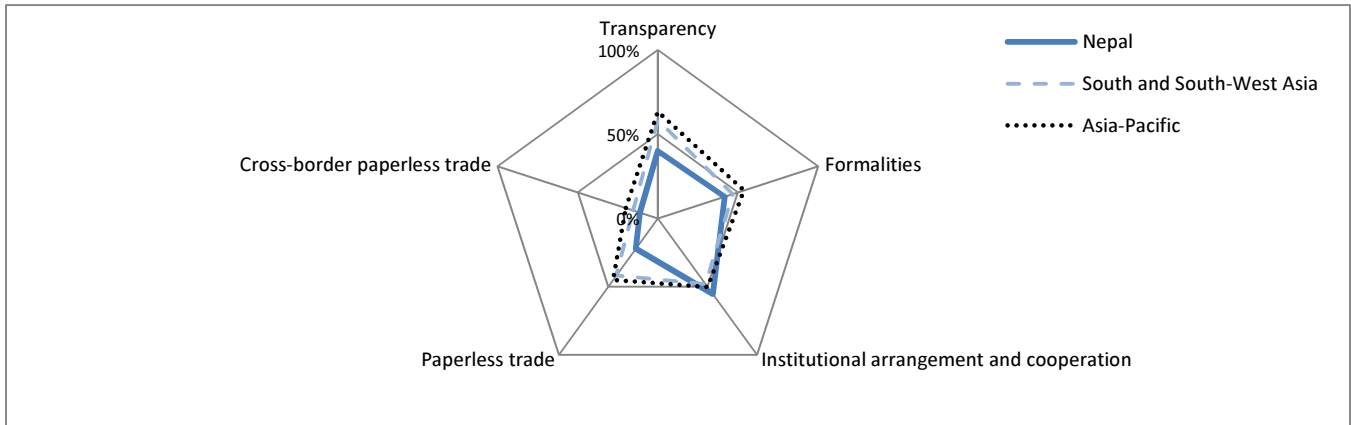 Transparency
100%
50%
0%
Formalities
Cross-border paperless trade
Paperless trade
Institutional arrangement and cooperation
Nepal
South and South-West Asia
Asia-Pacific